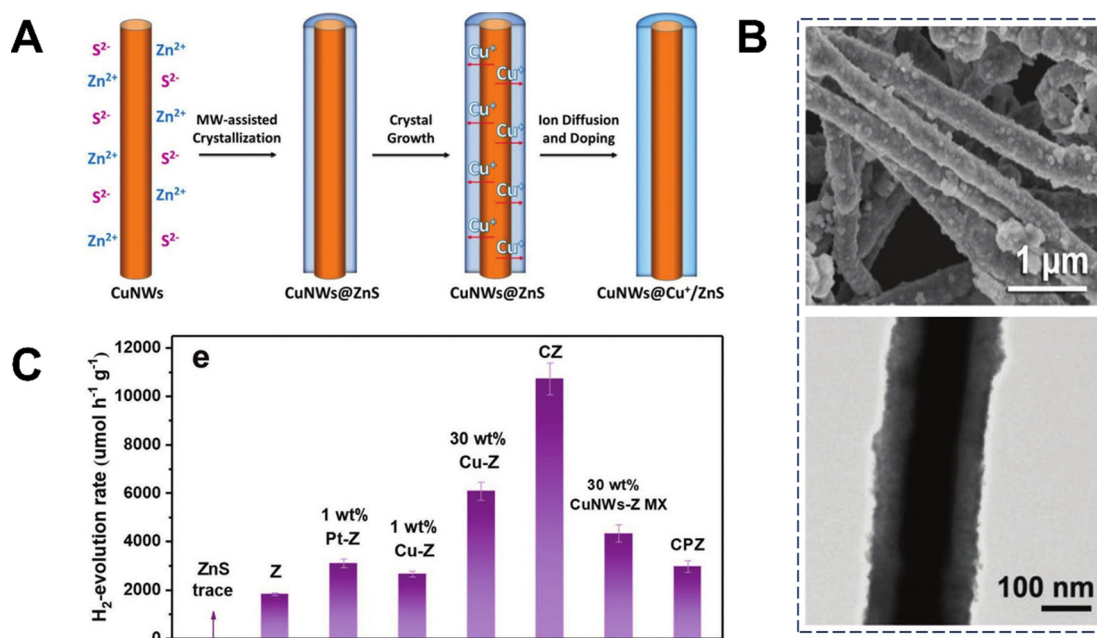 A
S²⁻ Zn²⁺
Zn²⁺ S²⁻
S²⁻ Zn²⁺
Zn²⁺ S²⁻
S²⁻ Zn²⁺
Zn²⁺ S²⁻
CuNWs
MW-assisted
Crystallization
CuNWs@ZnS
Crystal
Growth
Cu⁺
Cu⁺
Cu⁺
Cu⁺
Cu⁺
Cu⁺
Cu⁺
Cu⁺
CuNWs@ZnS
Ion Diffusion
and Doping
CuNWs@Cu⁺/ZnS
B
1 µm
100 nm
C
e
H₂-evolution rate (umol h⁻¹ g⁻¹)
12000
10000
8000
6000
4000
2000
0
ZnS
trace
Z
1 wt%
Pt-Z
1 wt%
Cu-Z
30 wt%
Cu-Z
CZ
30 wt%
CuNWs-Z MX
CPZ